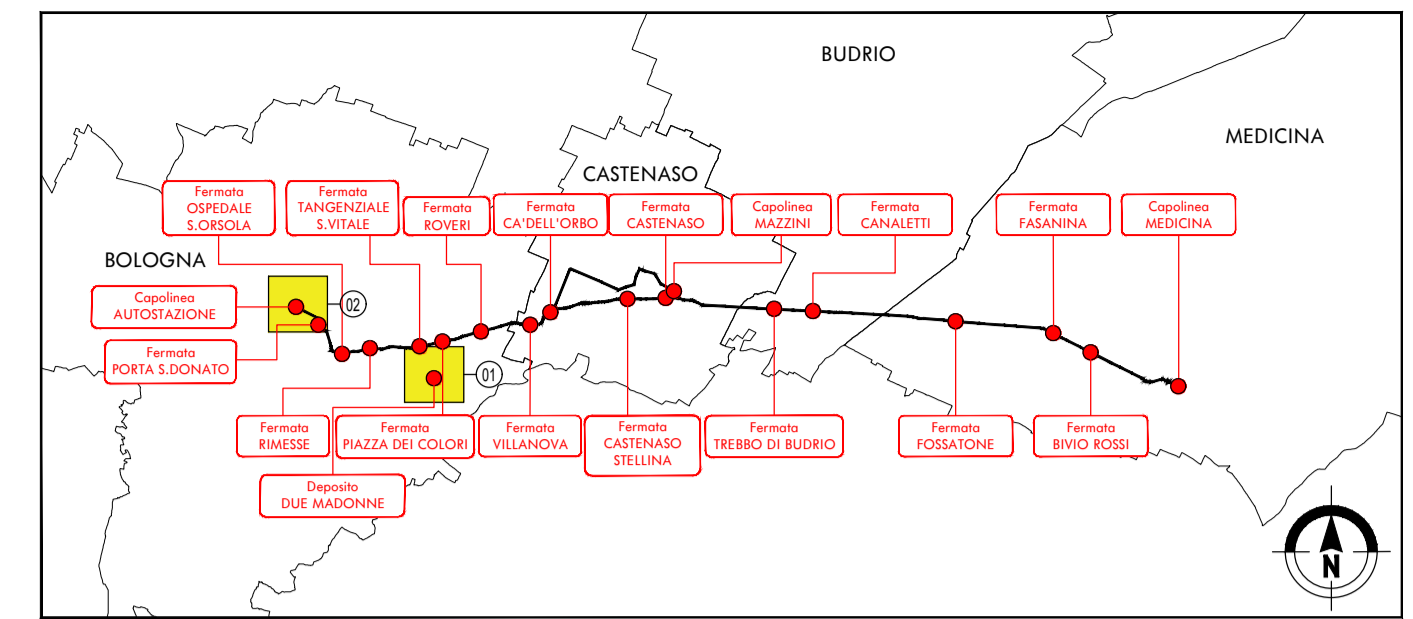 BUDRIO
MEDICINA
CASTENASO
BOLOGNA
Fermata
OSPEDALE
S.ORSOLA
Fermata
TANGENZIALE
S.VITALE
Fermata
ROVERI
Fermata
CA'DELL'ORBO
Fermata
CASTENASO
Capolinea
MAZZINI
Fermata
CANALETTI
Fermata
FASANINA
Capolinea
MEDICINA
Capolinea
AUTOSTAZIONE
02
Fermata
PORTA S.DONATO
01
Fermata
RIMESSE
Fermata
PIAZZA DEI COLORI
Fermata
VILLANOVA
Fermata
CASTENASO
STELLINA
Fermata
TREBBO DI BUDRIO
Fermata
FOSSATONE
Fermata
BIVIO ROSSI
Deposito
DUE MADONNE
N